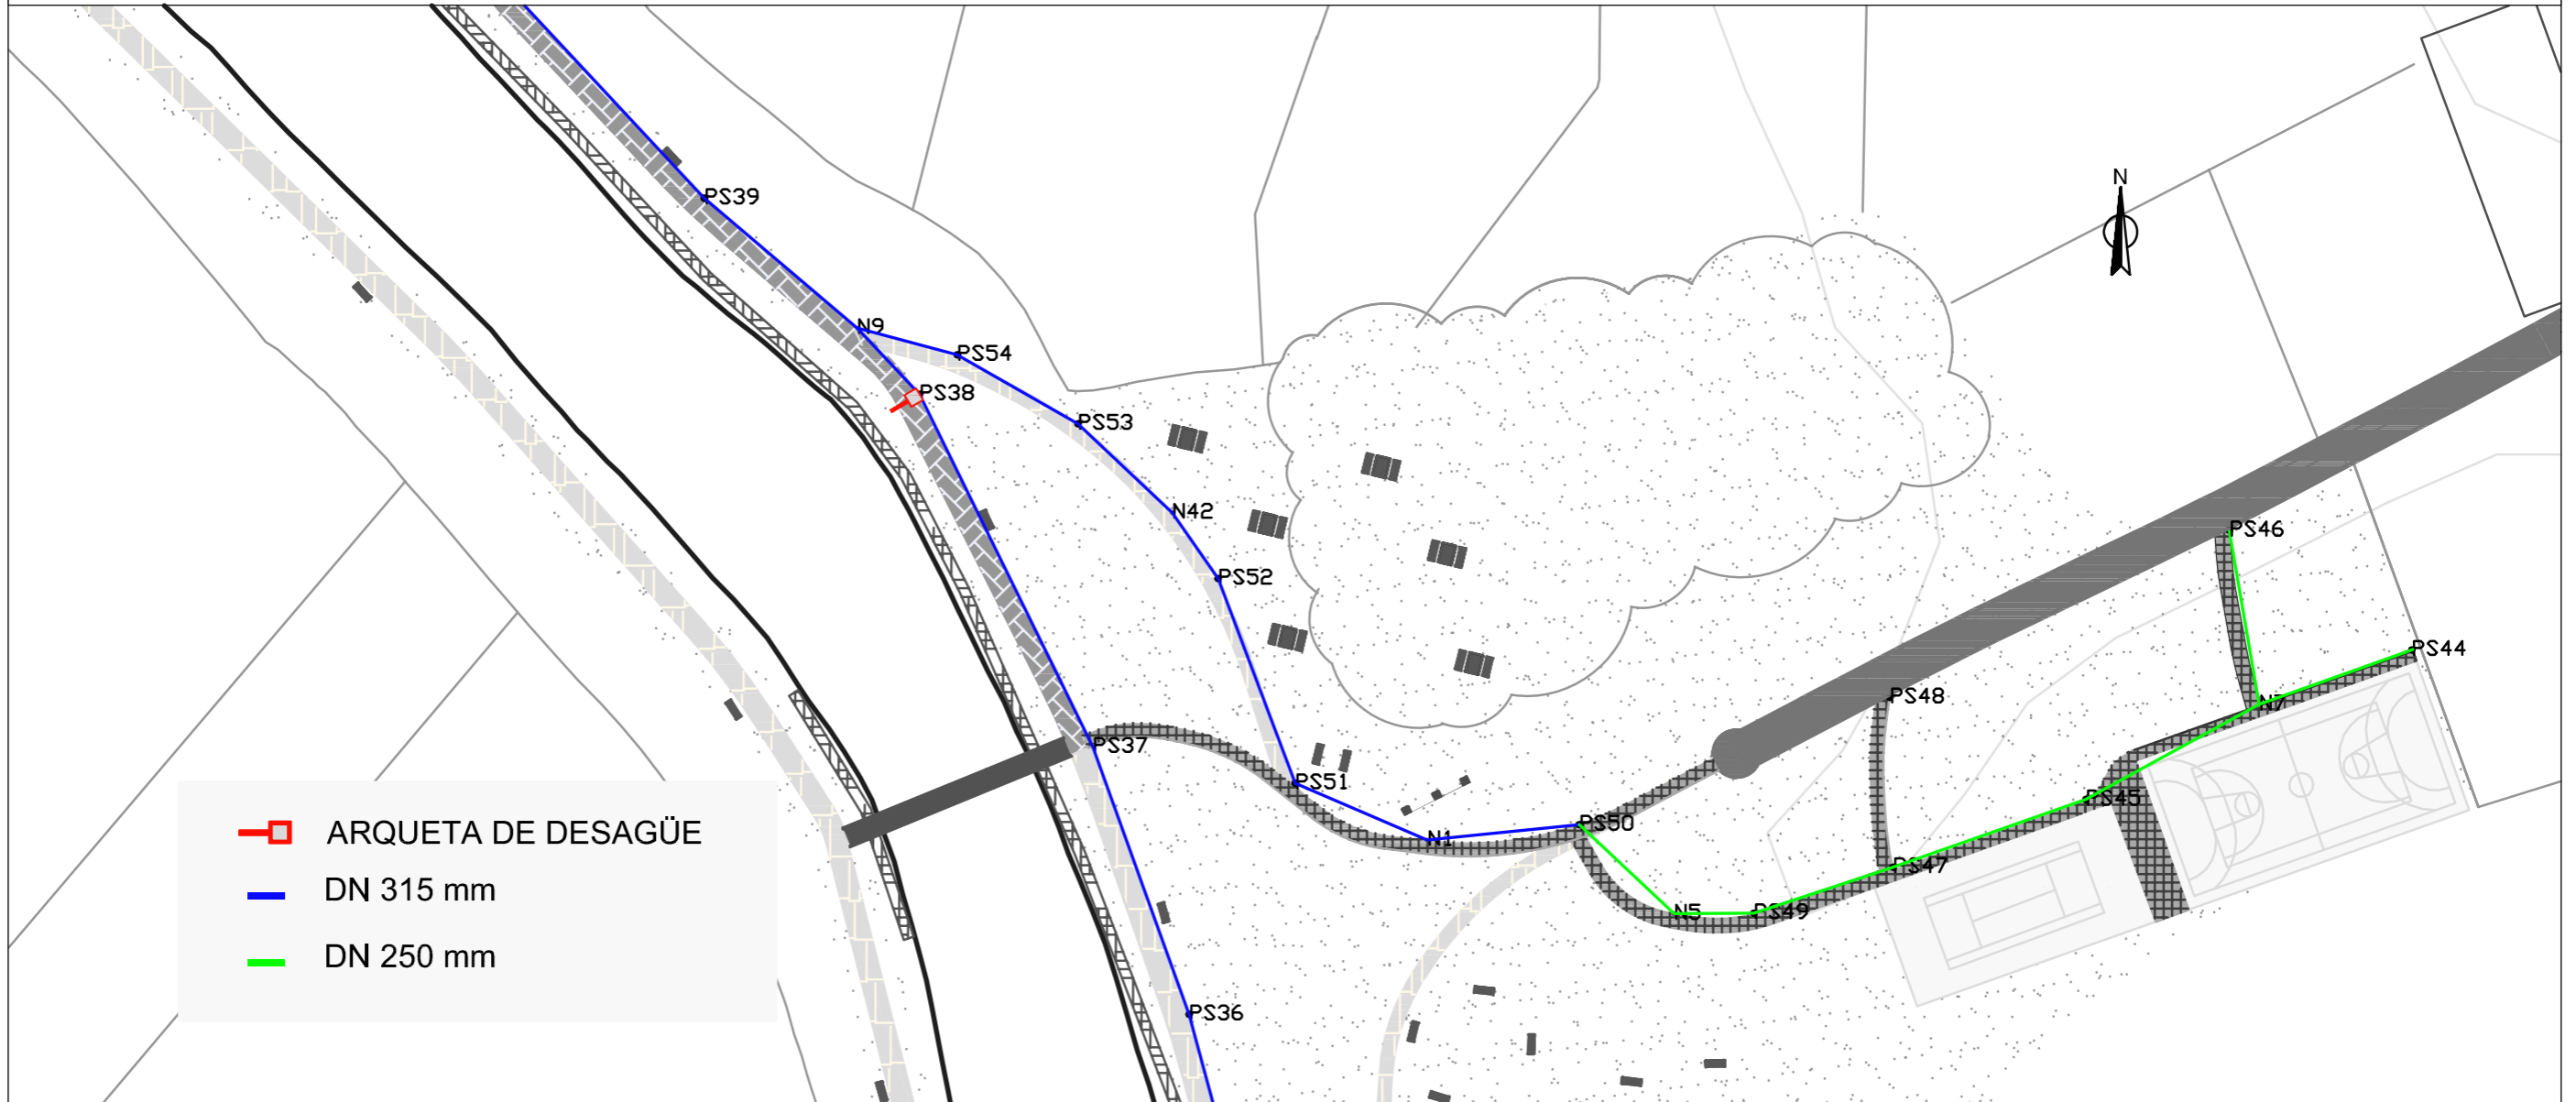 N
PS39
N9
PS54
PS38
PS53
N42
PS46
PS52
PS44
PS48
N7
PS37
PS51
PS45
PS50
N1
PS47
N5
PS49
PS36
ARQUETA DE DESAGÜE
DN 315 mm
DN 250 mm